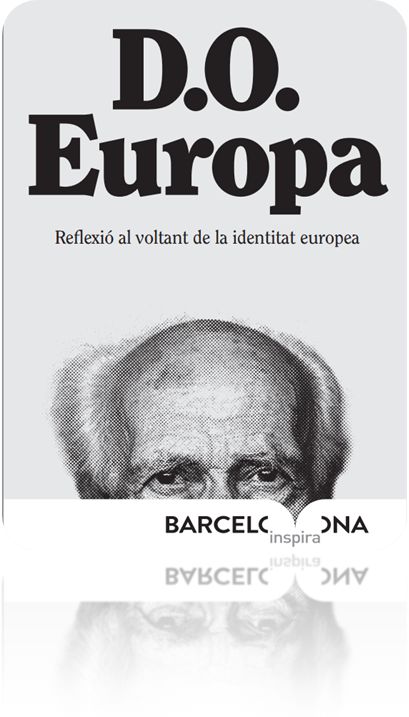 D.O.
Europa
Reflexió al voltant de la identitat europea
BARCELONA
inspira